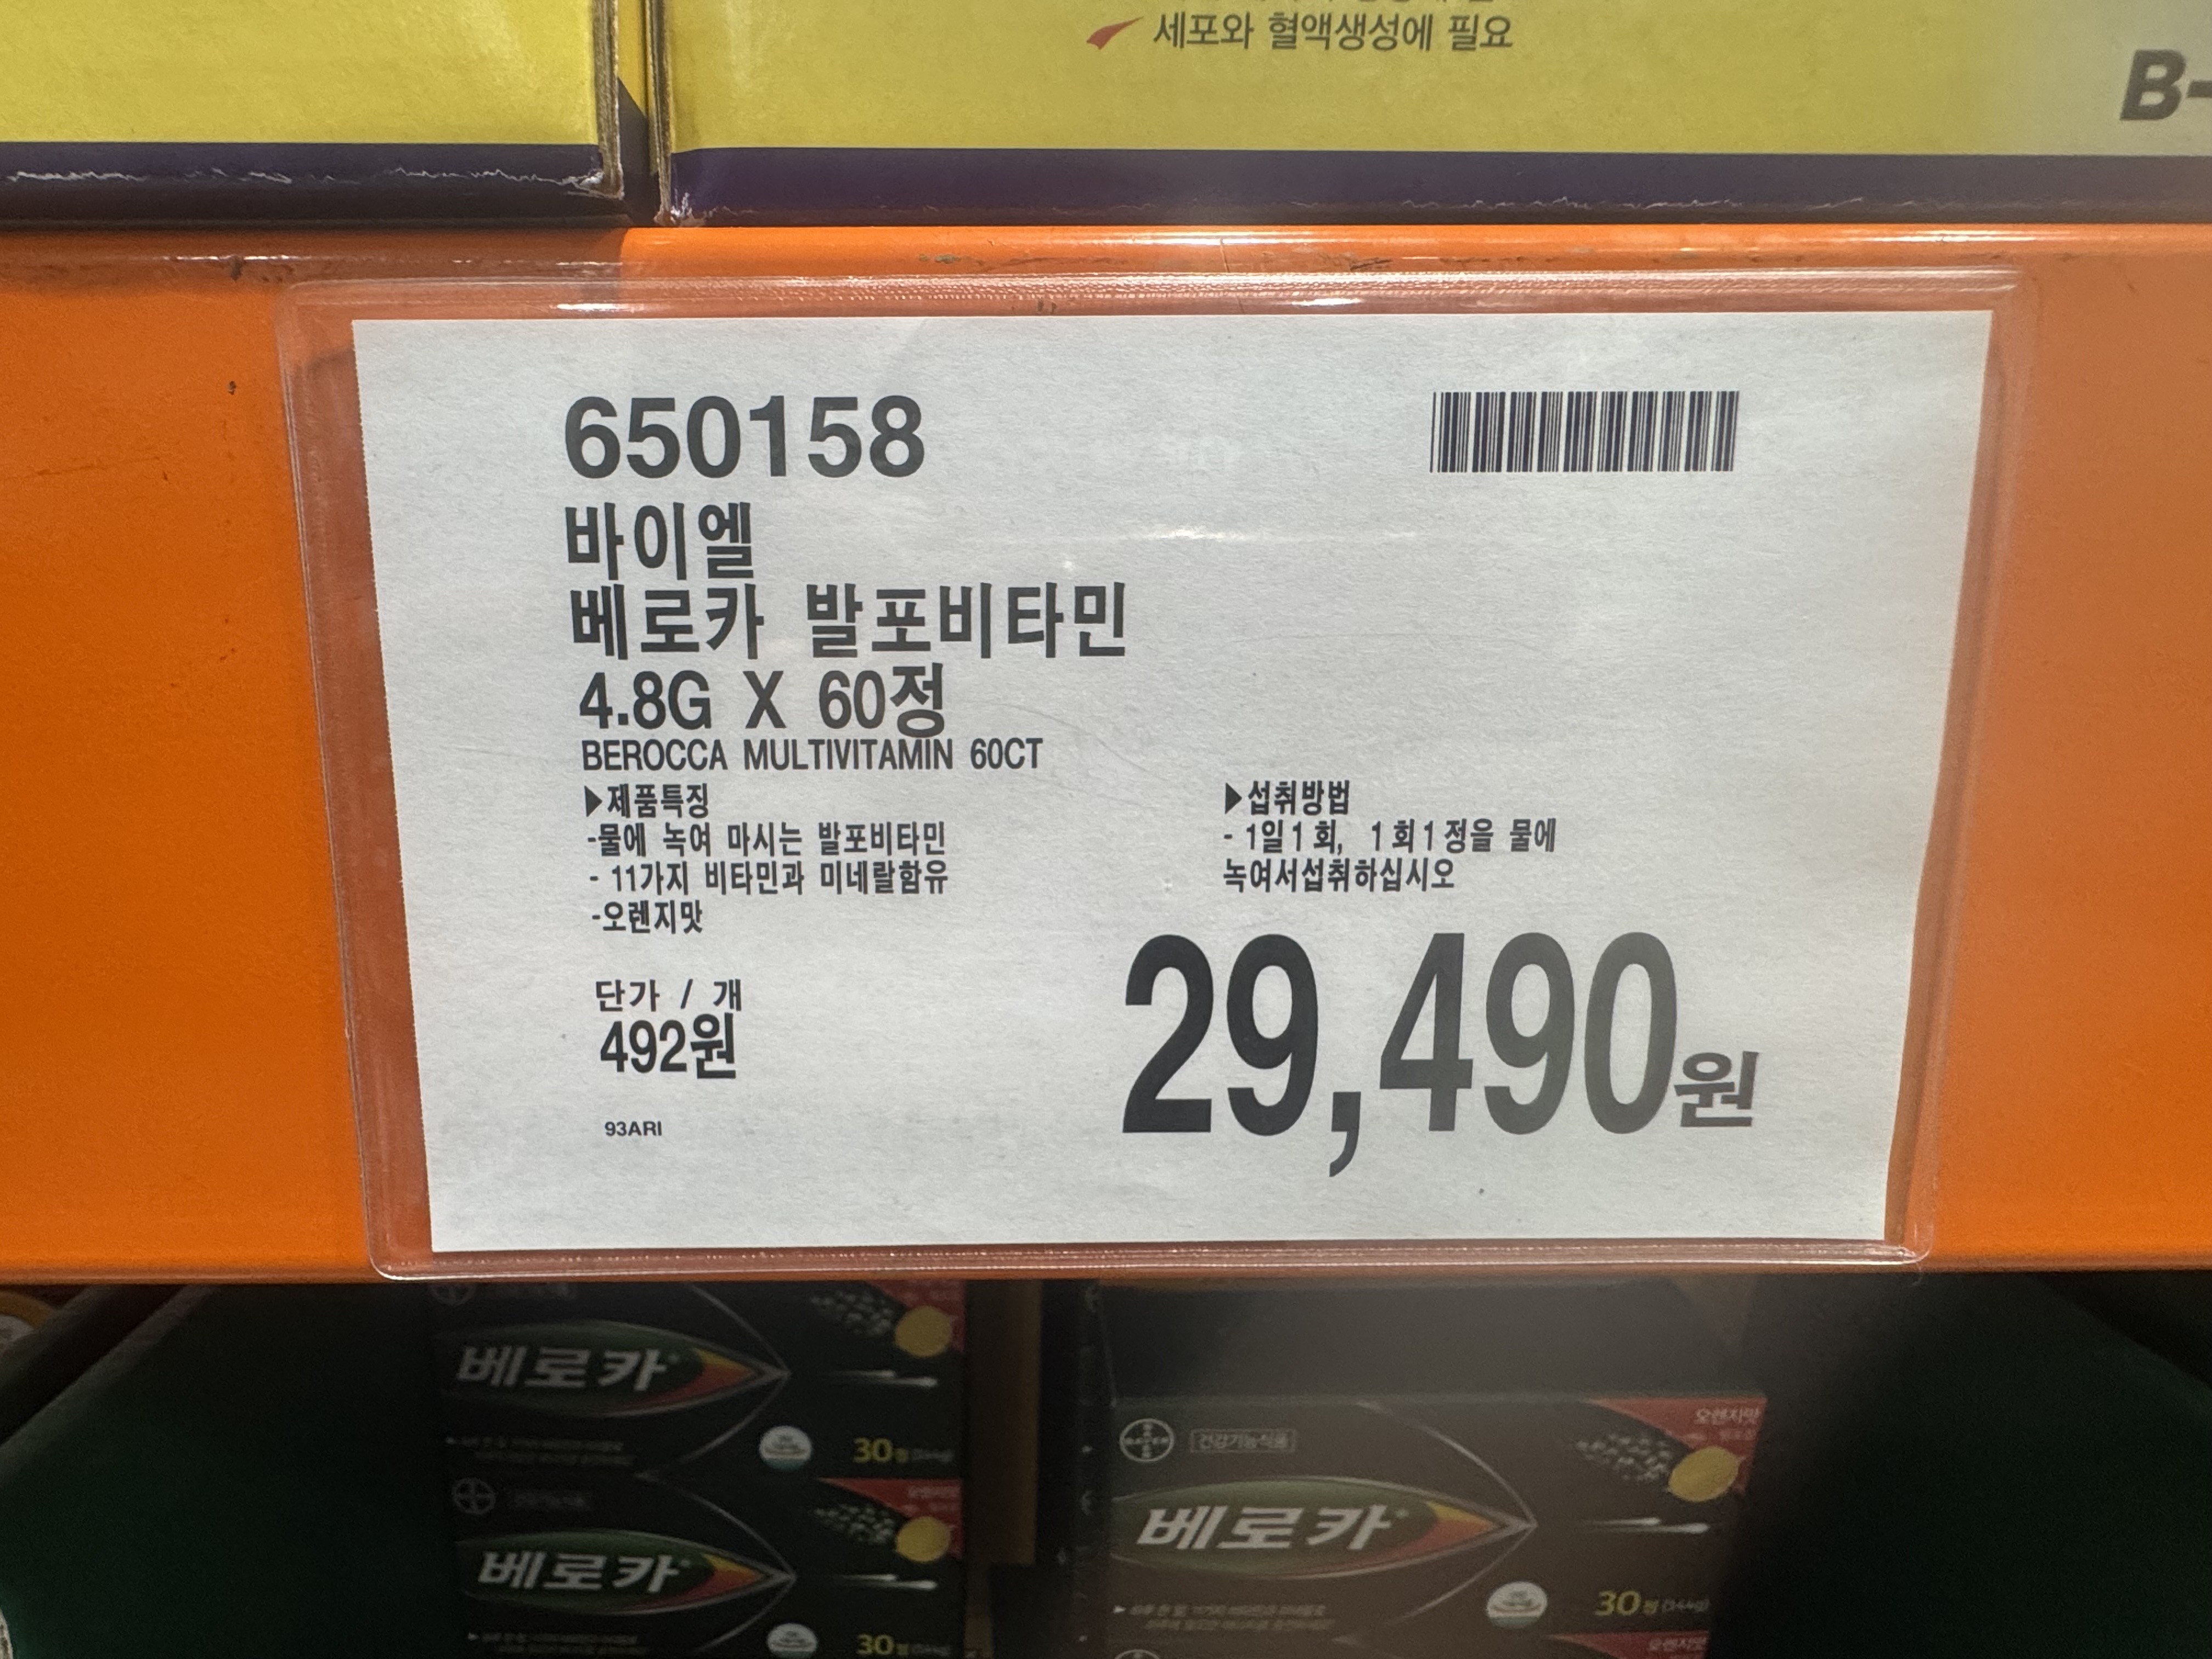 세포와 혈액생성에 필요
B-
650158
바이엘
베로카 발포비타민
4.8G X 60정
BEROCCA MULTIVITAMIN 60CT
▶제품특징
-물에 녹여 마시는 발포비타민
- 11가지 비타민과 미네랄함유
-오렌지맛
▶섭취방법
- 1일1회, 1회1정을 물에
녹여서섭취하십시오
단가 / 개
492원
29,490원
93ARI
베로카
30정
베로카
30정
BAYER
건강기능식품
오렌지맛
베로카
30정 (144g)
오렌지맛